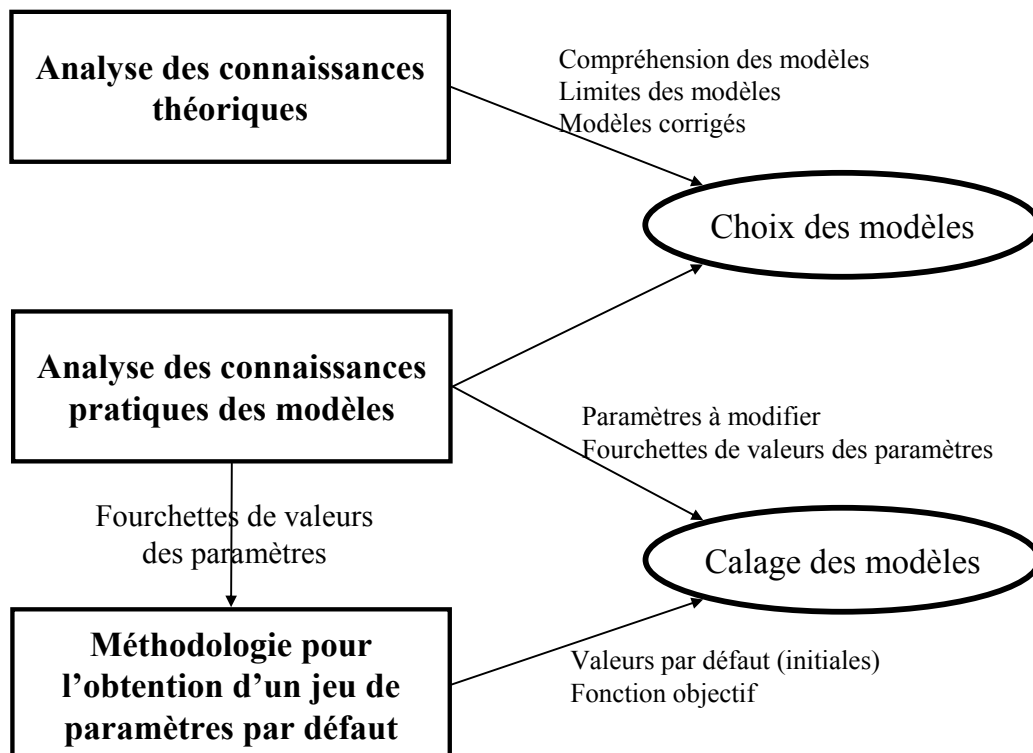 Analyse des connaissances
théoriques
Compréhension des modèles
Limites des modèles
Modèles corrigés
Choix des modèles
Analyse des connaissances
pratiques des modèles
Paramètres à modifier
Fourchettes de valeurs des paramètres
Fourchettes de valeurs
des paramètres
Calage des modèles
Méthodologie pour
l’obtention d’un jeu de
paramètres par défaut
Valeurs par défaut (initiales)
Fonction objectif